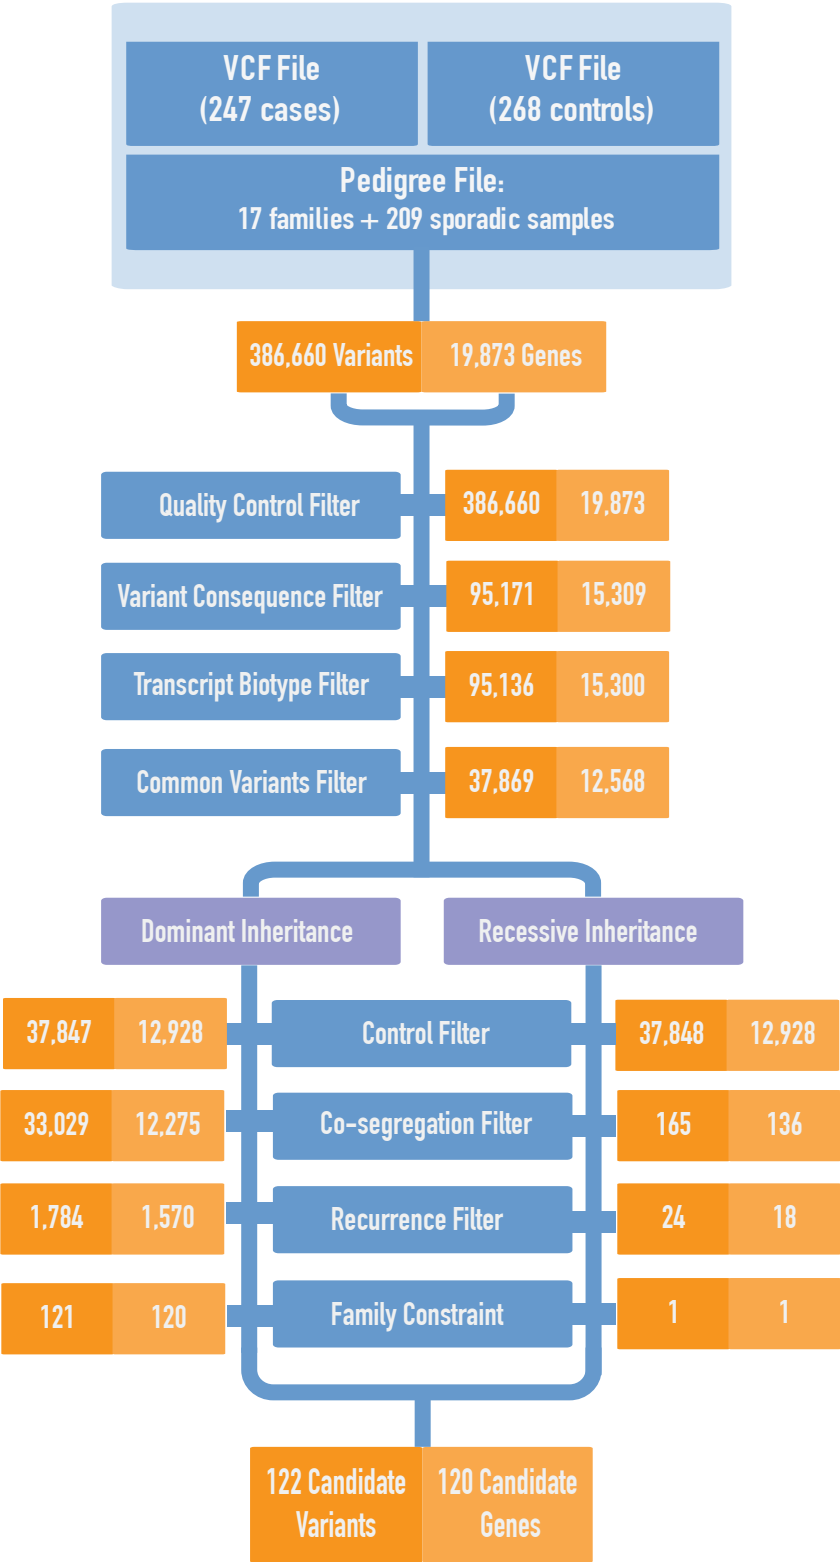 VCF File
(247 cases)
VCF File
(268 controls)
Pedigree File:
17 families + 209 sporadic samples
386,660 Variants
19,873 Genes
Quality Control Filter
386,660
19,873
Variant Consequence Filter
95,171
15,309
Transcript Biotype Filter
95,136
15,300
Common Variants Filter
37,869
12,568
Dominant Inheritance
Recessive Inheritance
37,847
12,928
Control Filter
37,848
12,928
33,029
12,275
Co-segregation Filter
165
136
1,784
1,570
Recurrence Filter
24
18
121
120
Family Constraint
1
1
122 Candidate
Variants
120 Candidate
Genes